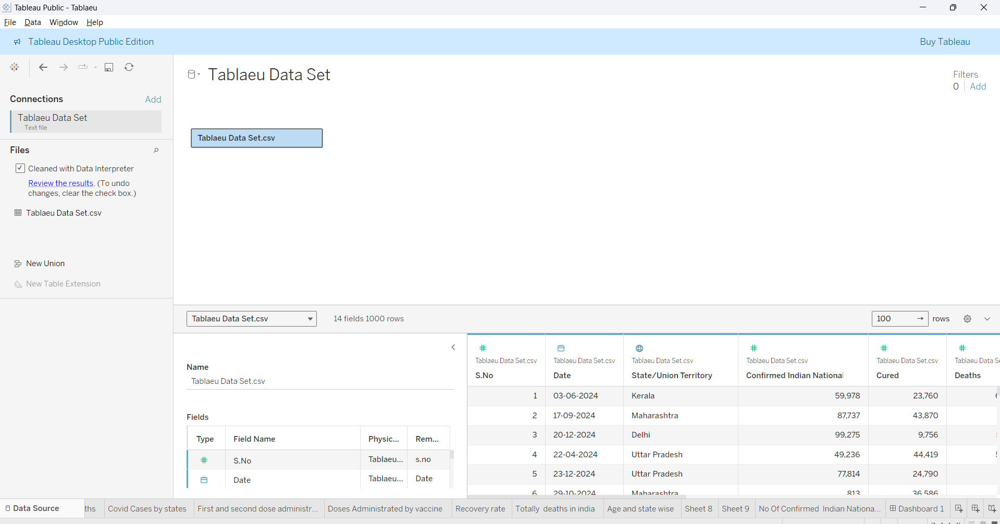 Tableau Public - Tablaeu
File Data Window Help
Tableau Desktop Public Edition
Buy Tableau
Connections Add
Tablaeu Data Set
Text file
Files
Cleaned with Data Interpreter
Review the results. (To undo
changes, clear the check box.)
Tablaeu Data Set.csv
New Union
New Table Extension
Tablaeu Data Set
Filters
0 Add
Tablaeu Data Set.csv
Tablaeu Data Set.csv 14 fields 1000 rows 100 rows
Name
Tablaeu Data Set.csv
Fields
Type Field Name Physic... Rem...
S.No Tablaeu... s.no
Date Tablaeu... Date
Tablaeu Data Set.csv Tablaeu Data Set.csv Tablaeu Data Set.csv Tablaeu Data Set.csv Tablaeu Data Set.csv Tablaeu Data Se
S.No Date State/Union Territory Confirmed Indian National Cured Deaths
1 03-06-2024 Kerala 59,978 23,760
2 17-09-2024 Maharashtra 87,737 43,870
3 20-12-2024 Delhi 99,275 9,756
4 22-04-2024 Uttar Pradesh 49,236 44,419
5 23-12-2024 Uttar Pradesh 77,814 24,790
6 29-10-2024 Maharashtra 813 36,586
Data Source ths Covid Cases by states First and second dose administr... Doses Administrated by vaccine Recovery rate Totally deaths in india Age and state wise Sheet 8 Sheet 9 No Of Confirmed Indian Nationa... Dashboard 1